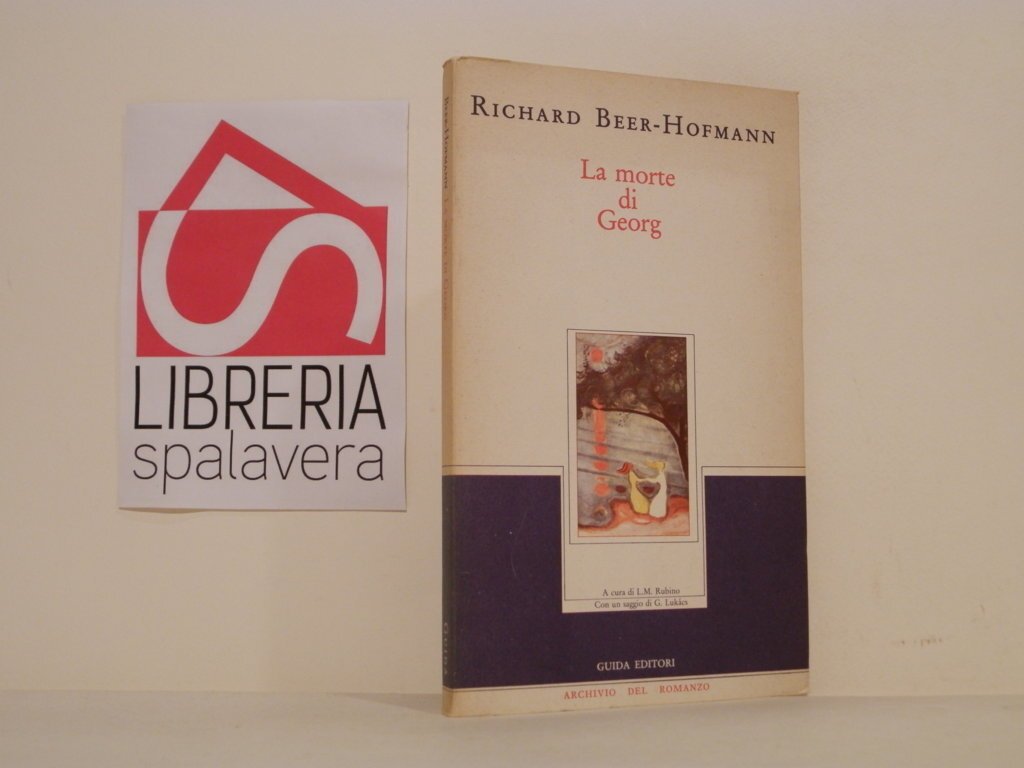 LIBRERIA
spalavera
RICHARD BEER-HOFMANN
La morte
di
Georg
A cura di L.M. Rubino
Con un saggio di G. Lukács
GUIDA EDITORI
ARCHIVIO DEL ROMANZO